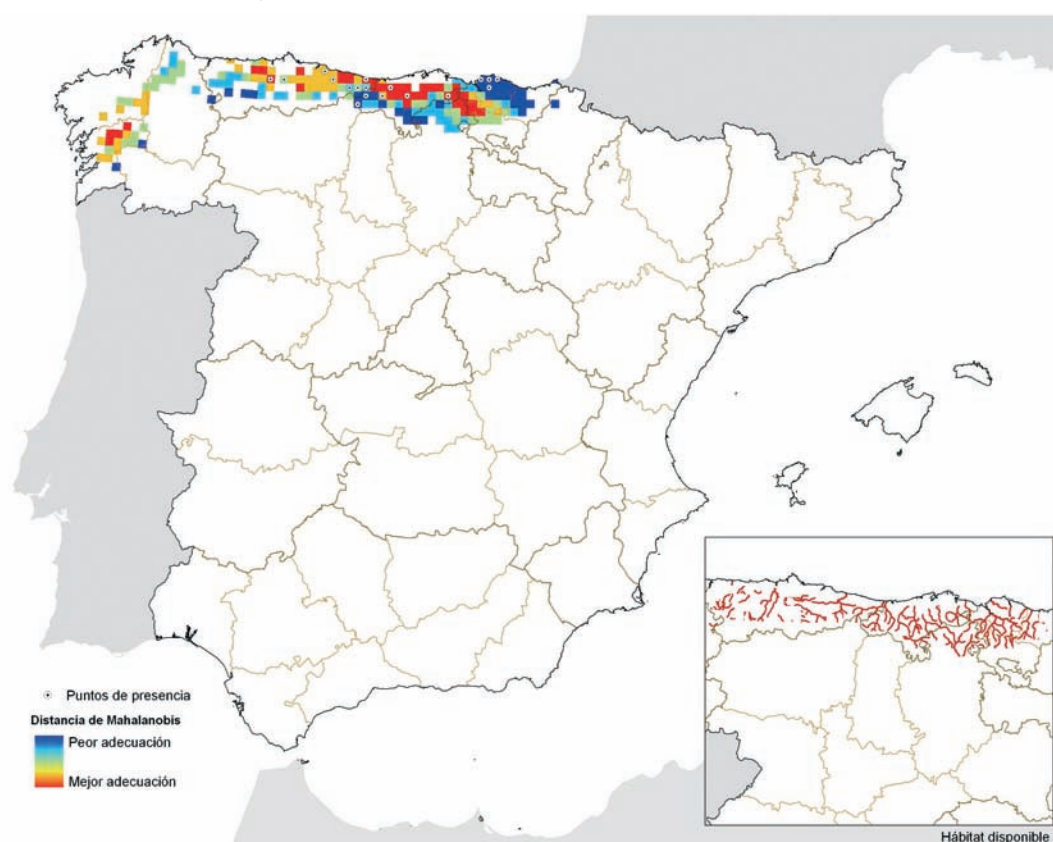 Puntos de presencia
Distancia de Mahalanobis
Peor adecuación
Mejor adecuación
Hábitat disponible